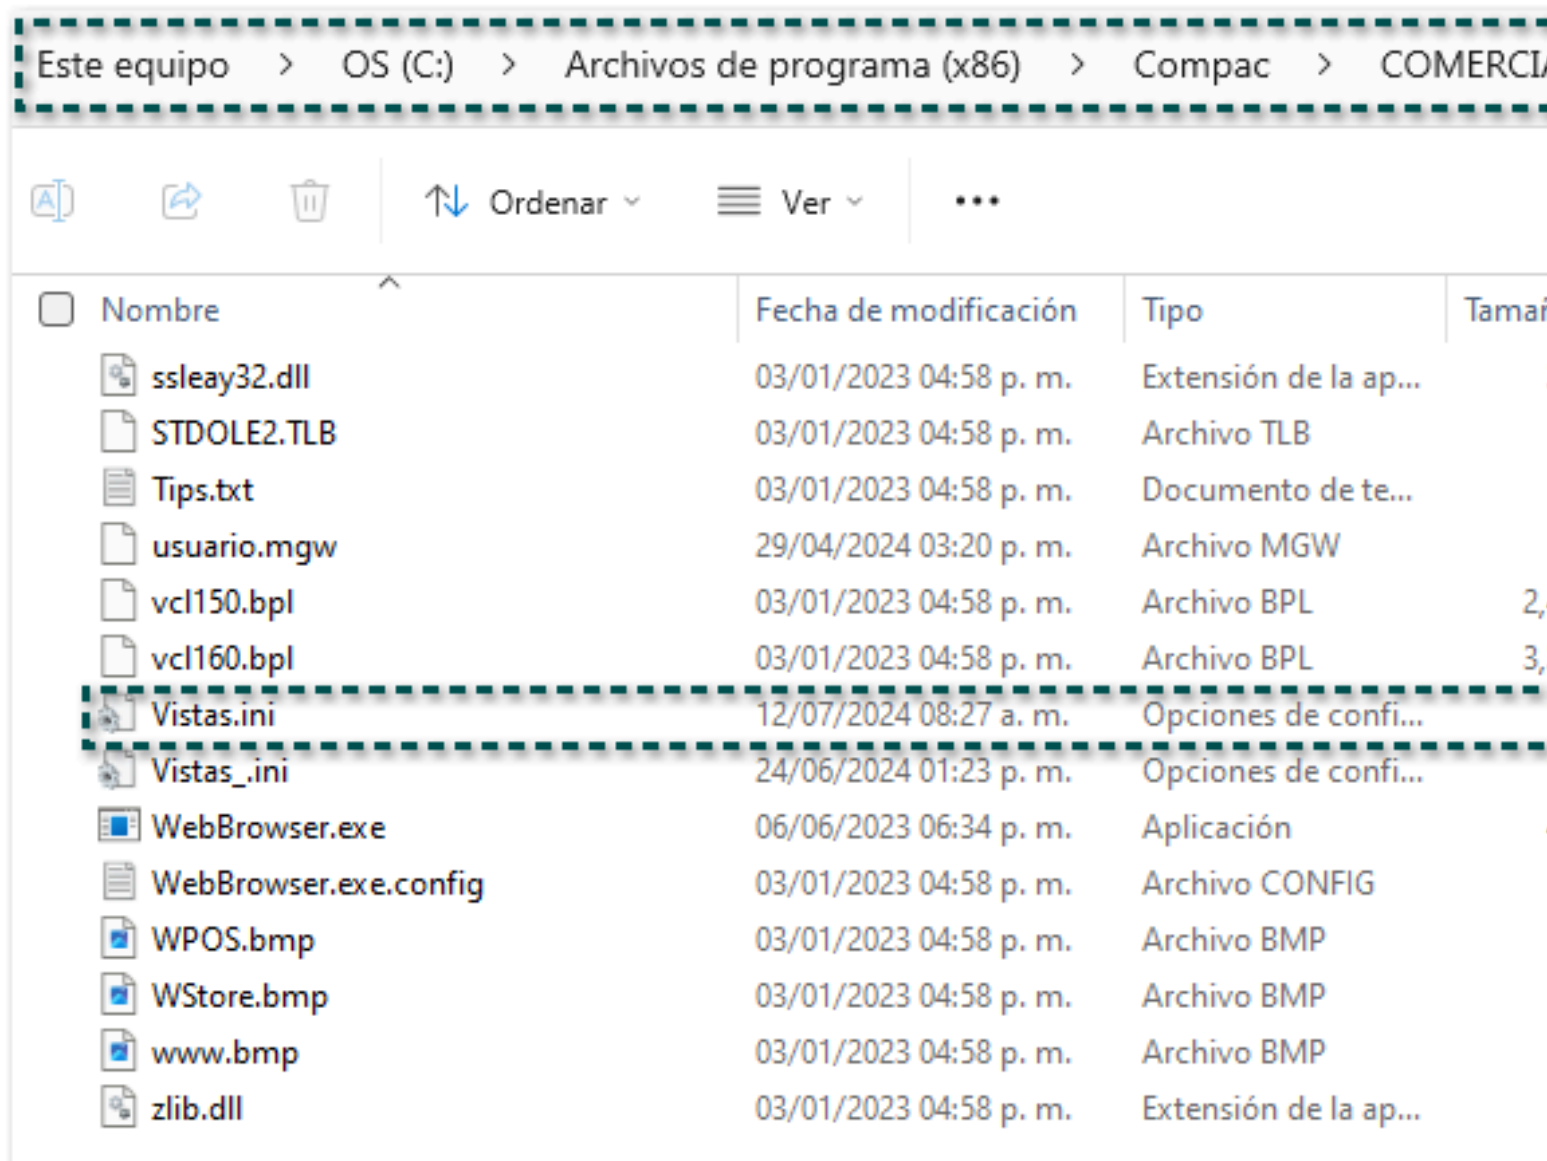 Este equipo > OS (C:) > Archivos de programa (x86) > Compac >
Ordenar Ver ...
Nombre Fecha de modificación Tipo
ssleay32.dll 03/01/2023 04:58 p. m. Extensión de la ap...
STDOLE2.TLB 03/01/2023 04:58 p. m. Archivo TLB
Tips.txt 03/01/2023 04:58 p. m. Documento de te...
usuario.mgw 29/04/2024 03:20 p. m. Archivo MGW
vcl150.bpl 03/01/2023 04:58 p. m. Archivo BPL 2,
vcl160.bpl 03/01/2023 04:58 p. m. Archivo BPL 3,
Vistas.ini 12/07/2024 08:27 a. m. Opciones de confi...
Vistas_.ini 24/06/2024 01:23 p. m. Opciones de confi...
WebBrowser.exe 06/06/2023 06:34 p. m. Aplicación
WebBrowser.exe.config 03/01/2023 04:58 p. m. Archivo CONFIG
WPOS.bmp 03/01/2023 04:58 p. m. Archivo BMP
WStore.bmp 03/01/2023 04:58 p. m. Archivo BMP
www.bmp 03/01/2023 04:58 p. m. Archivo BMP
zlib.dll 03/01/2023 04:58 p. m. Extensión de la ap...